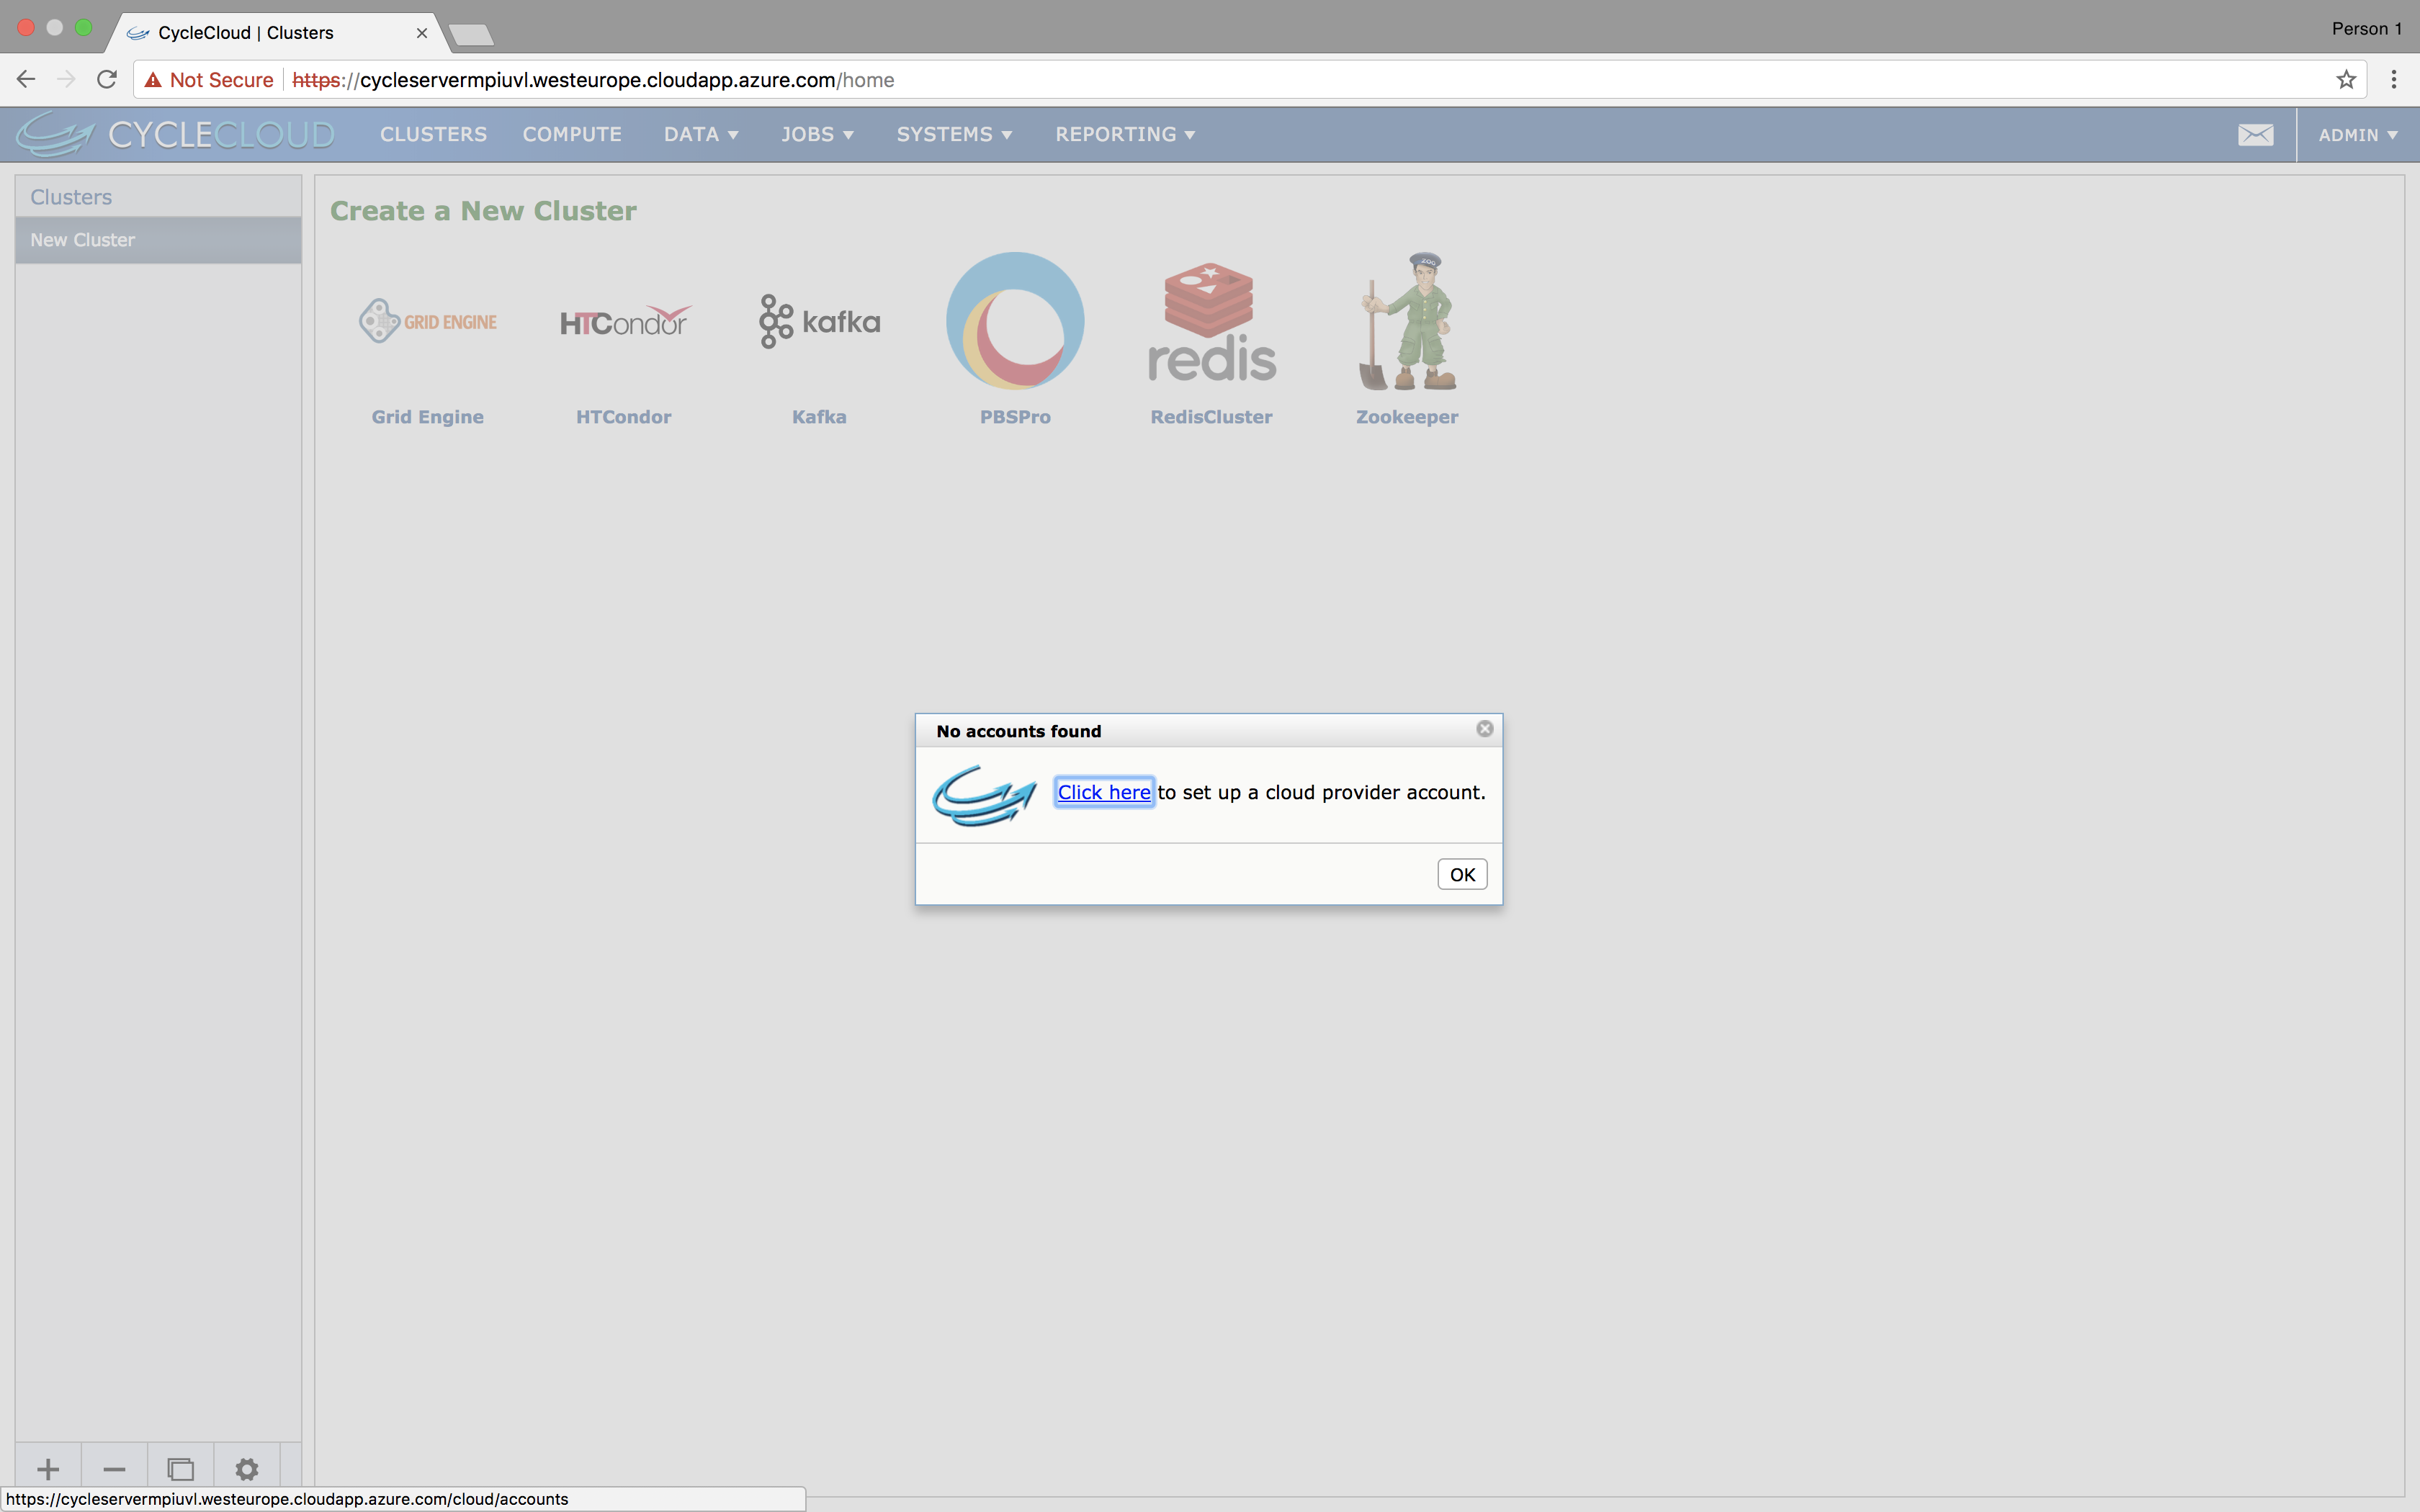 CycleCloud | Clusters
Person 1
Not Secure https://cycleservermpiuvl.westeurope.cloudapp.azure.com/home
CYCLECLOUD CLUSTERS COMPUTE DATA JOBS SYSTEMS REPORTING ADMIN
Clusters
New Cluster
Create a New Cluster
GRID ENGINE
HTCondor
kafka
redis
ZOO
Grid Engine
HTCondor
Kafka
PBSPro
RedisCluster
Zookeeper
No accounts found
Click here to set up a cloud provider account.
OK
https://cycleservermpiuvl.westeurope.cloudapp.azure.com/cloud/accounts